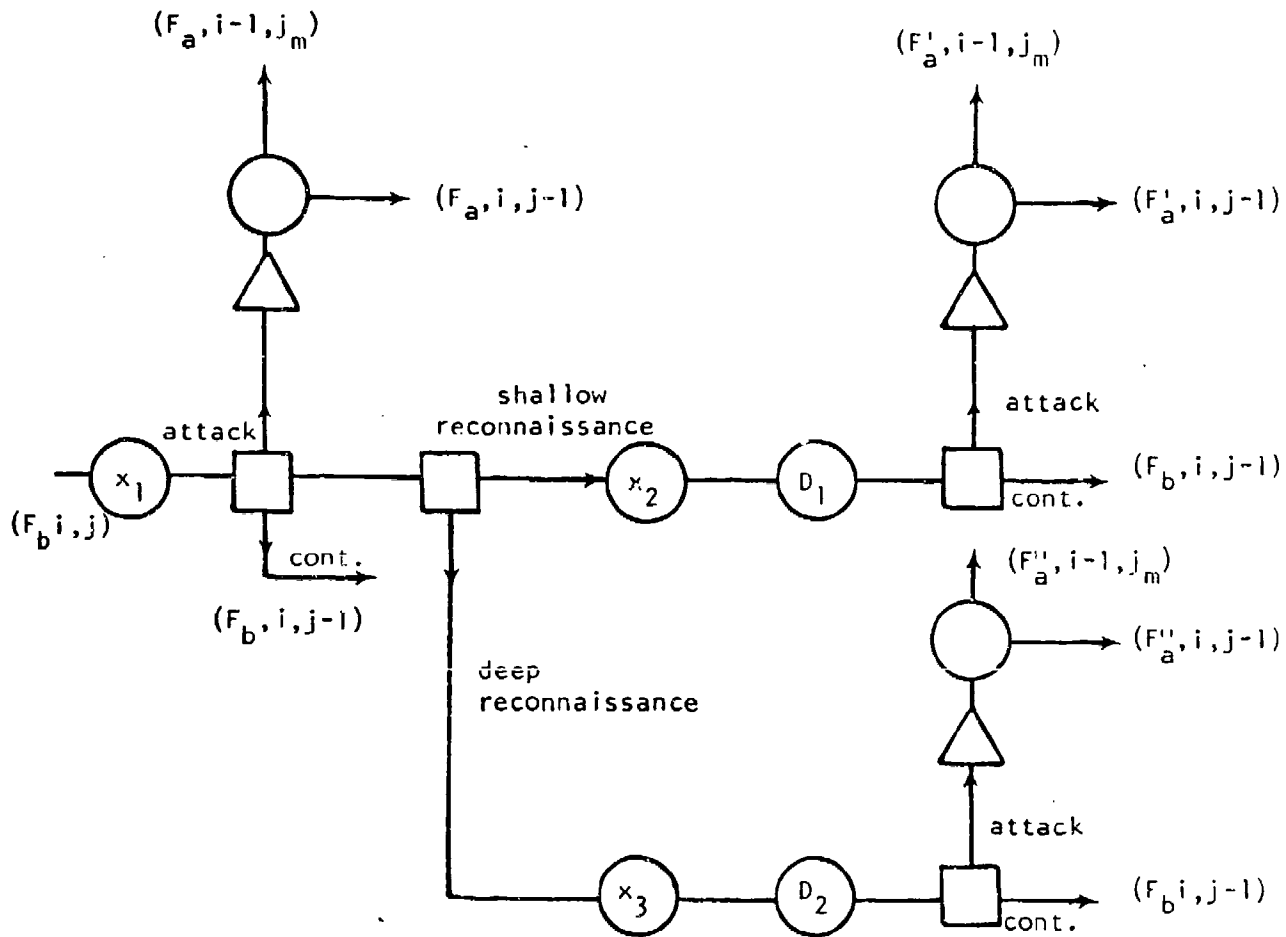 (F_a, i-1, j_m)
(F'_a, i-1, j_m)
(F_a, i, j-1)
(F'_a, i, j-1)
shallow
reconnaissance
attack
attack
x_1
x_2
D_1
(F_b, i, j-1)
cont.
(F_b i, j)
cont.
(F_b, i, j-1)
(F''_a, i-1, j_m)
(F''_a, i, j-1)
deep
reconnaissance
attack
x_3
D_2
(F_b i, j-1)
cont.